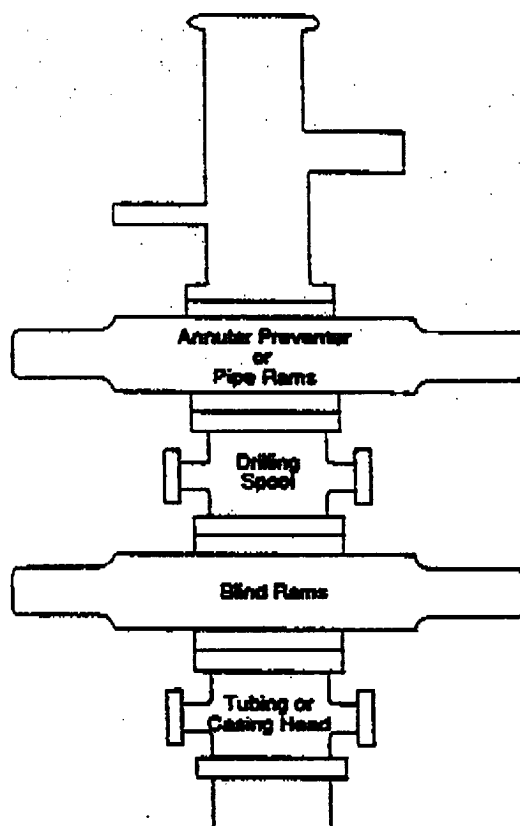 Annular Preventer
or
Pipe Rams
Drilling
Spool
Blind Rams
Tubing or
Casing Head